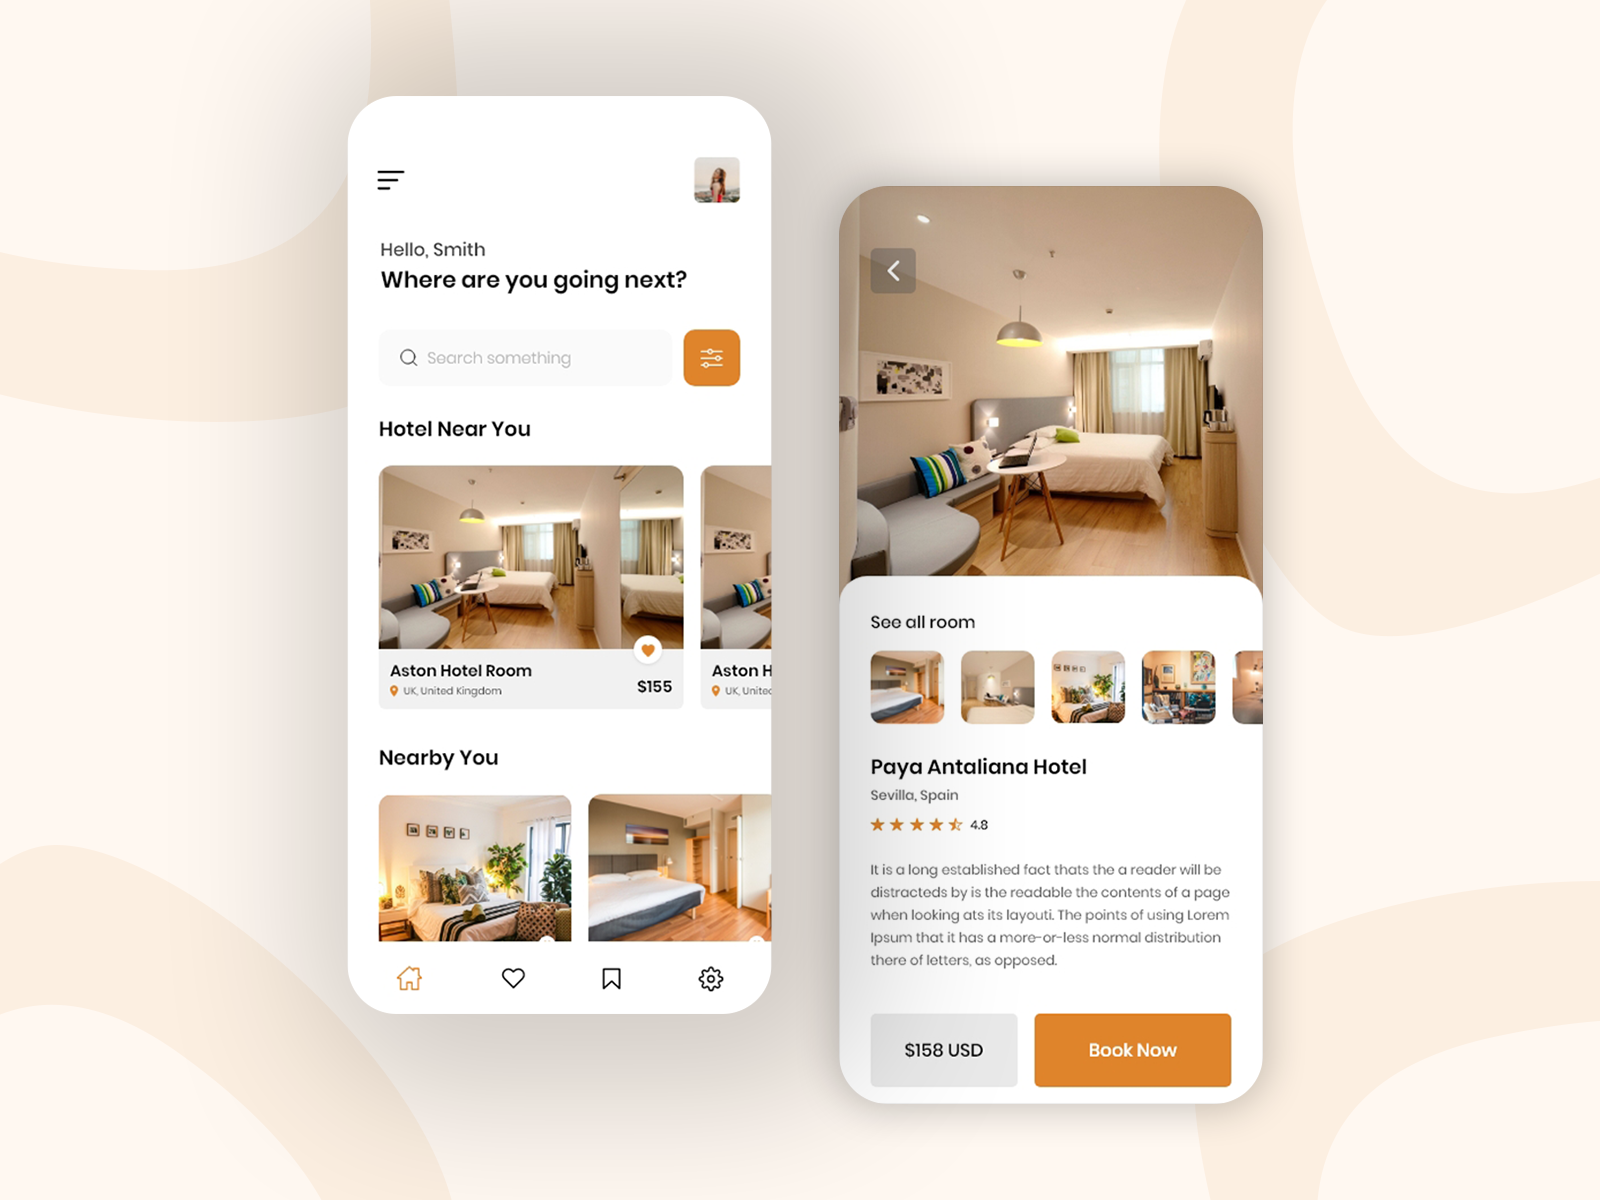 Hello, Smith
Where are you going next?
Search something
Hotel Near You
Aston Hotel Room
UK, United Kingdom
$155
Aston H
UK, Unitec
Nearby You
See all room
Paya Antaliana Hotel
Sevilla, Spain
4.8
It is a long established fact thats the a reader will be
distracteds by is the readable the contents of a page
when looking ats its layouti. The points of using Lorem
Ipsum that it has a more-or-less normal distribution
there of letters, as opposed.
$158 USD
Book Now